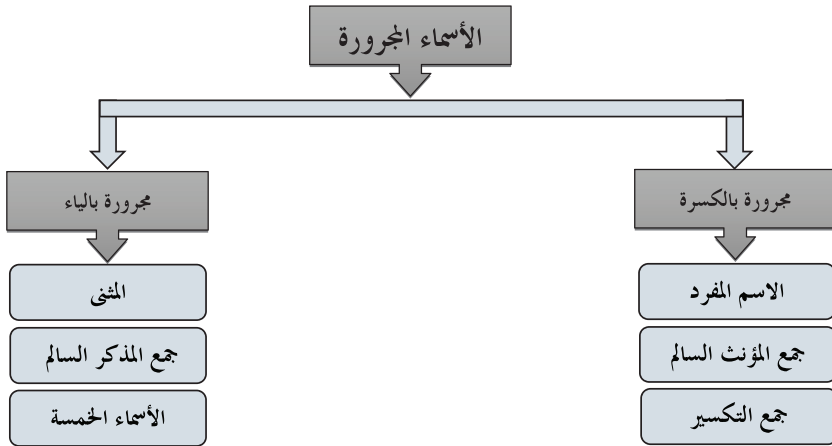 الأسماء المجرورة
مجرورة بالكسرة
الاسم المفرد
جمع المؤنث السالم
جمع التكسير
مجرورة بالياء
المثنى
جمع المذكر السالم
الأسماء الخمسة